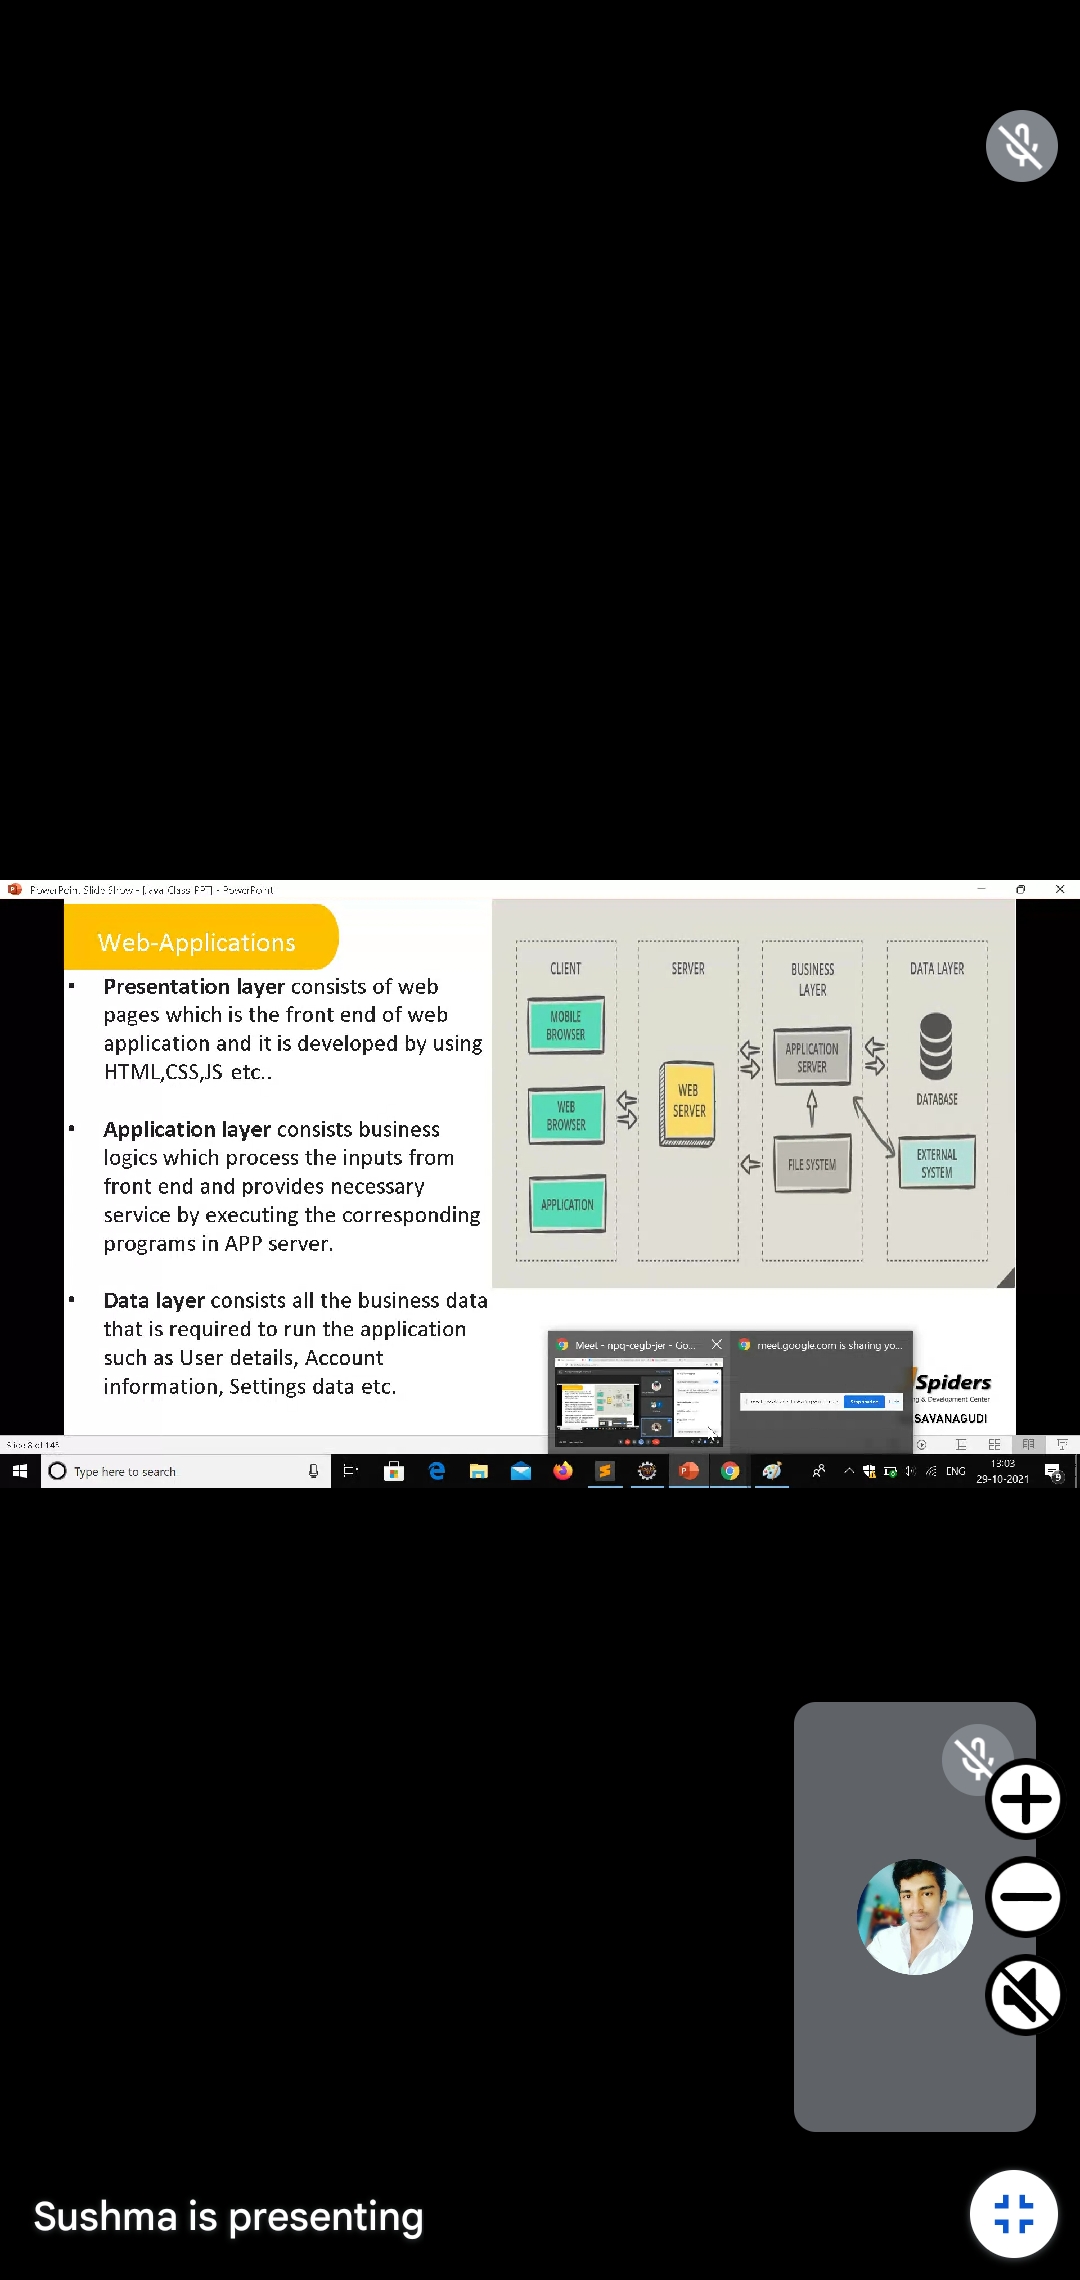 PowerPoint Slide Show - [Java Class PPT] - PowerPoint
Web-Applications
Presentation layer consists of web
pages which is the front end of web
application and it is developed by using
HTML,CSS,JS etc..
Application layer consists business
logics which process the inputs from
front end and provides necessary
service by executing the corresponding
programs in APP server.
Data layer consists all the business data
that is required to run the application
such as User details, Account
information, Settings data etc.
CLIENT
MOBILE
BROWSER
WEB
BROWSER
APPLICATION
SERVER
WEB
SERVER
BUSINESS
LAYER
APPLICATION
SERVER
FILE SYSTEM
DATA LAYER
DATABASE
EXTERNAL
SYSTEM
Meet - npq-cegb-jer - Go...
meet.google.com is sharing yo...
Spiders
ng & Development Center
SAVANAGUDI
Slide 8 of 145
Type here to search
ENG
13:03
29-10-2021
Sushma is presenting